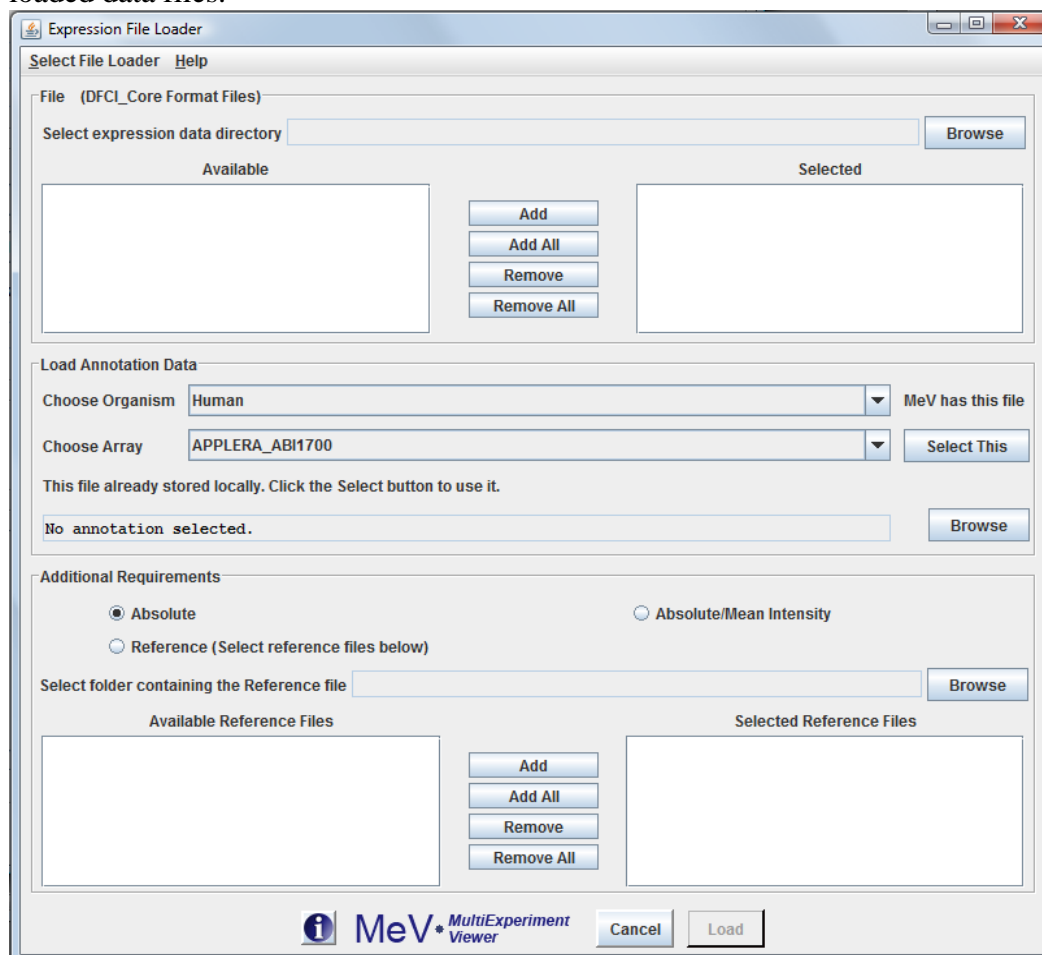 loaded data files.
Expression File Loader
Select File Loader Help
File (DFCI_Core Format Files)
Select expression data directory Browse
Available Selected
Add
Add All
Remove
Remove All
Load Annotation Data
Choose Organism Human MeV has this file
Choose Array APPLERA_ABI1700 Select This
This file already stored locally. Click the Select button to use it.
No annotation selected. Browse
Additional Requirements
Absolute Absolute/Mean Intensity
Reference (Select reference files below)
Select folder containing the Reference file Browse
Available Reference Files Selected Reference Files
Add
Add All
Remove
Remove All
MeV MultiExperiment Viewer Cancel Load